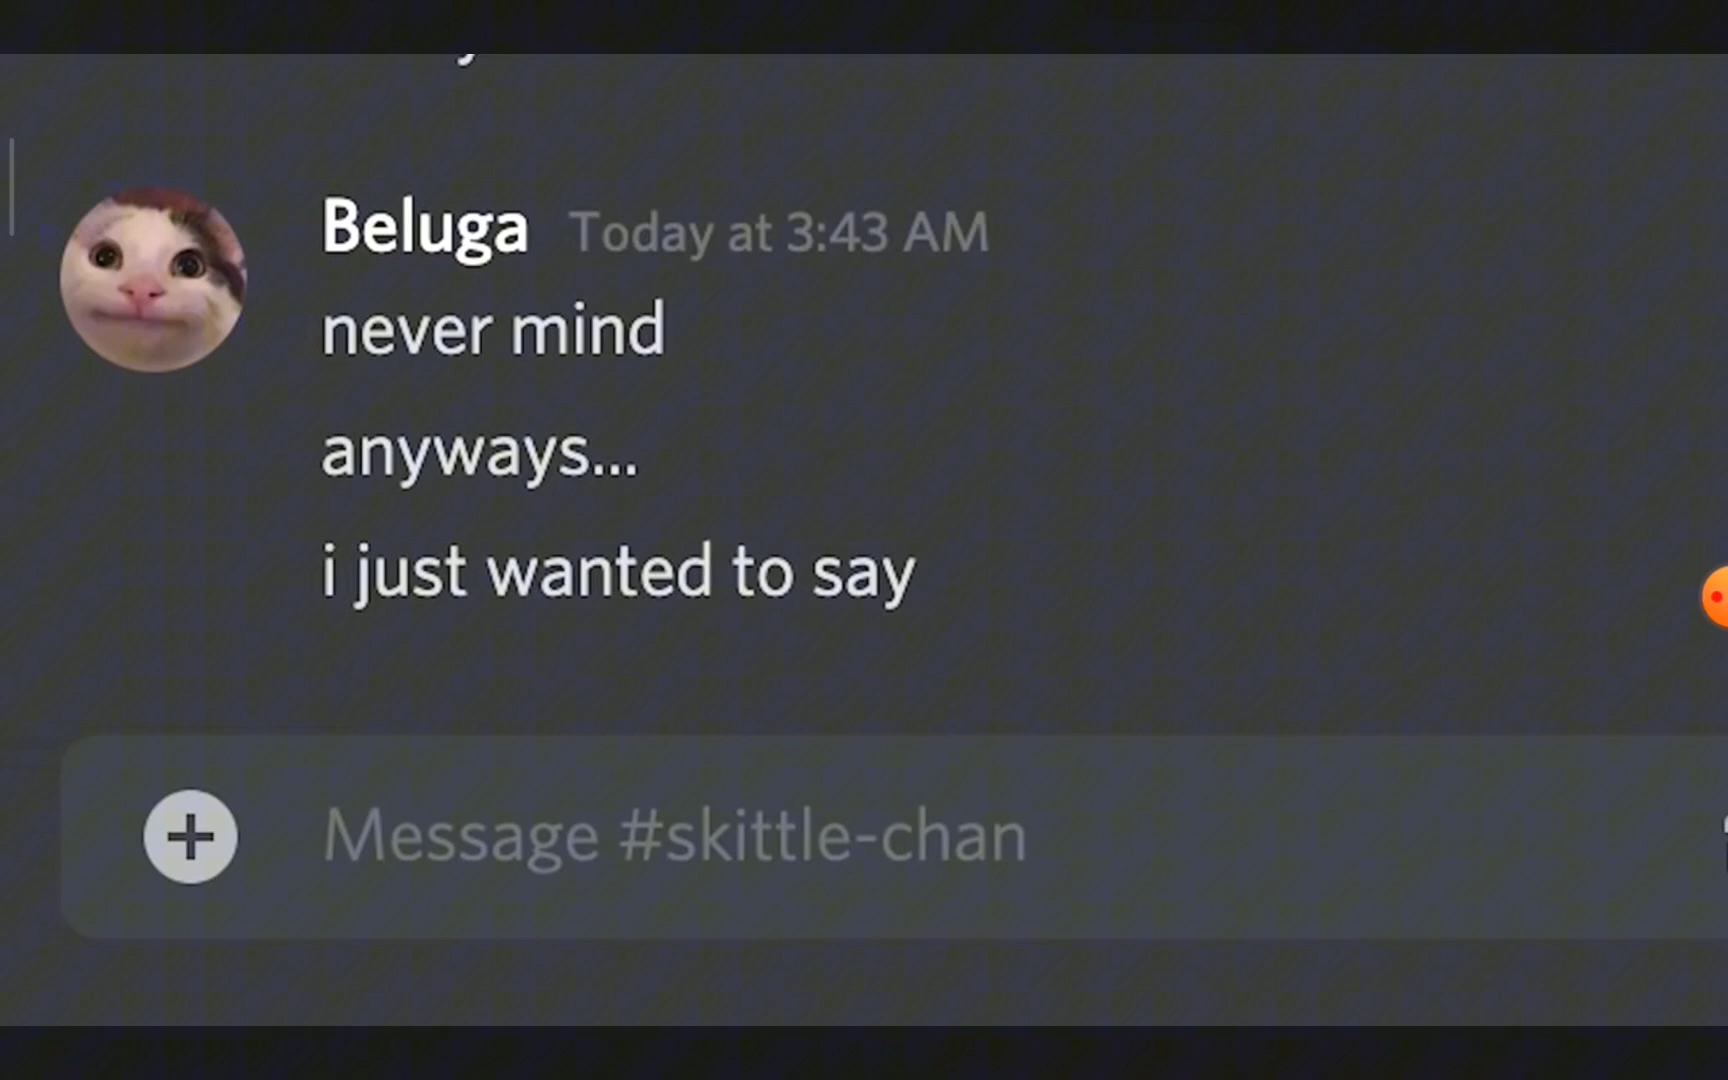 Beluga Today at 3:43 AM
never mind
anyways...
i just wanted to say
Message #skittle-chan